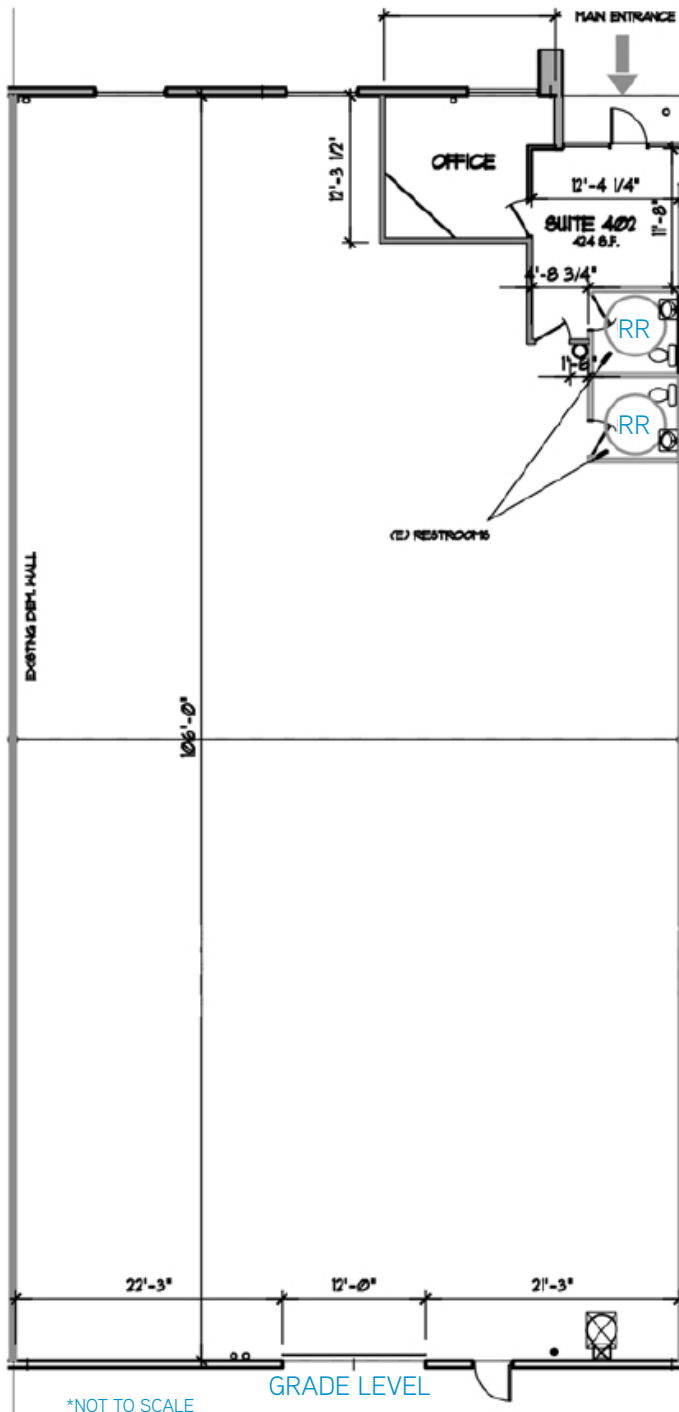 MAIN ENTRANCE
12'-3 1/2"
OFFICE
12'-4 1/4"
SUITE 402
424 S.F.
11'-8"
4'-8 3/4"
RR
RR
(E) RESTROOMS
EXISTING DEM. WALL
106'-0"
22'-3"
12'-0"
21'-3"
GRADE LEVEL
*NOT TO SCALE